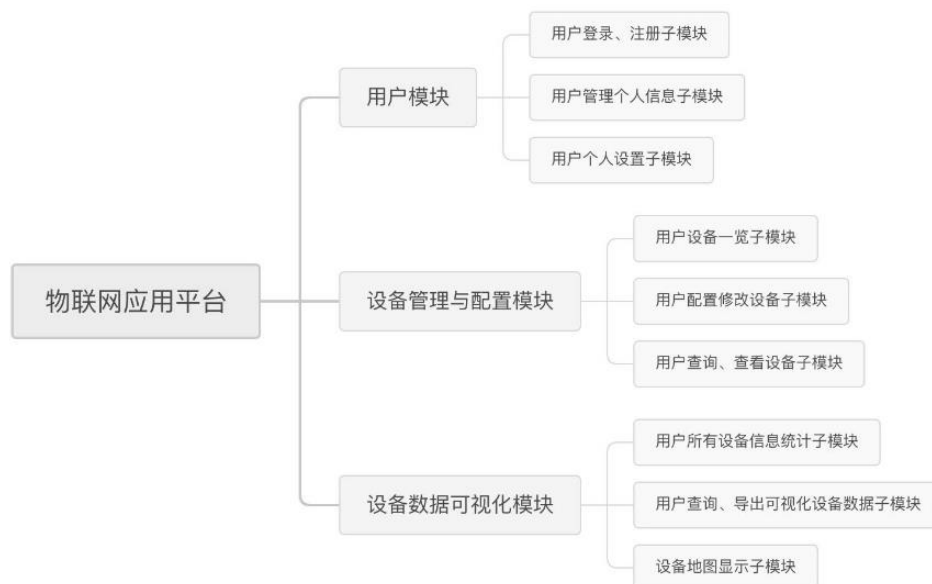 物联网应用平台
用户模块
用户登录、注册子模块
用户管理个人信息子模块
用户个人设置子模块
设备管理与配置模块
用户设备一览子模块
用户配置修改设备子模块
用户查询、查看设备子模块
设备数据可视化模块
用户所有设备信息统计子模块
用户查询、导出可视化设备数据子模块
设备地图显示子模块